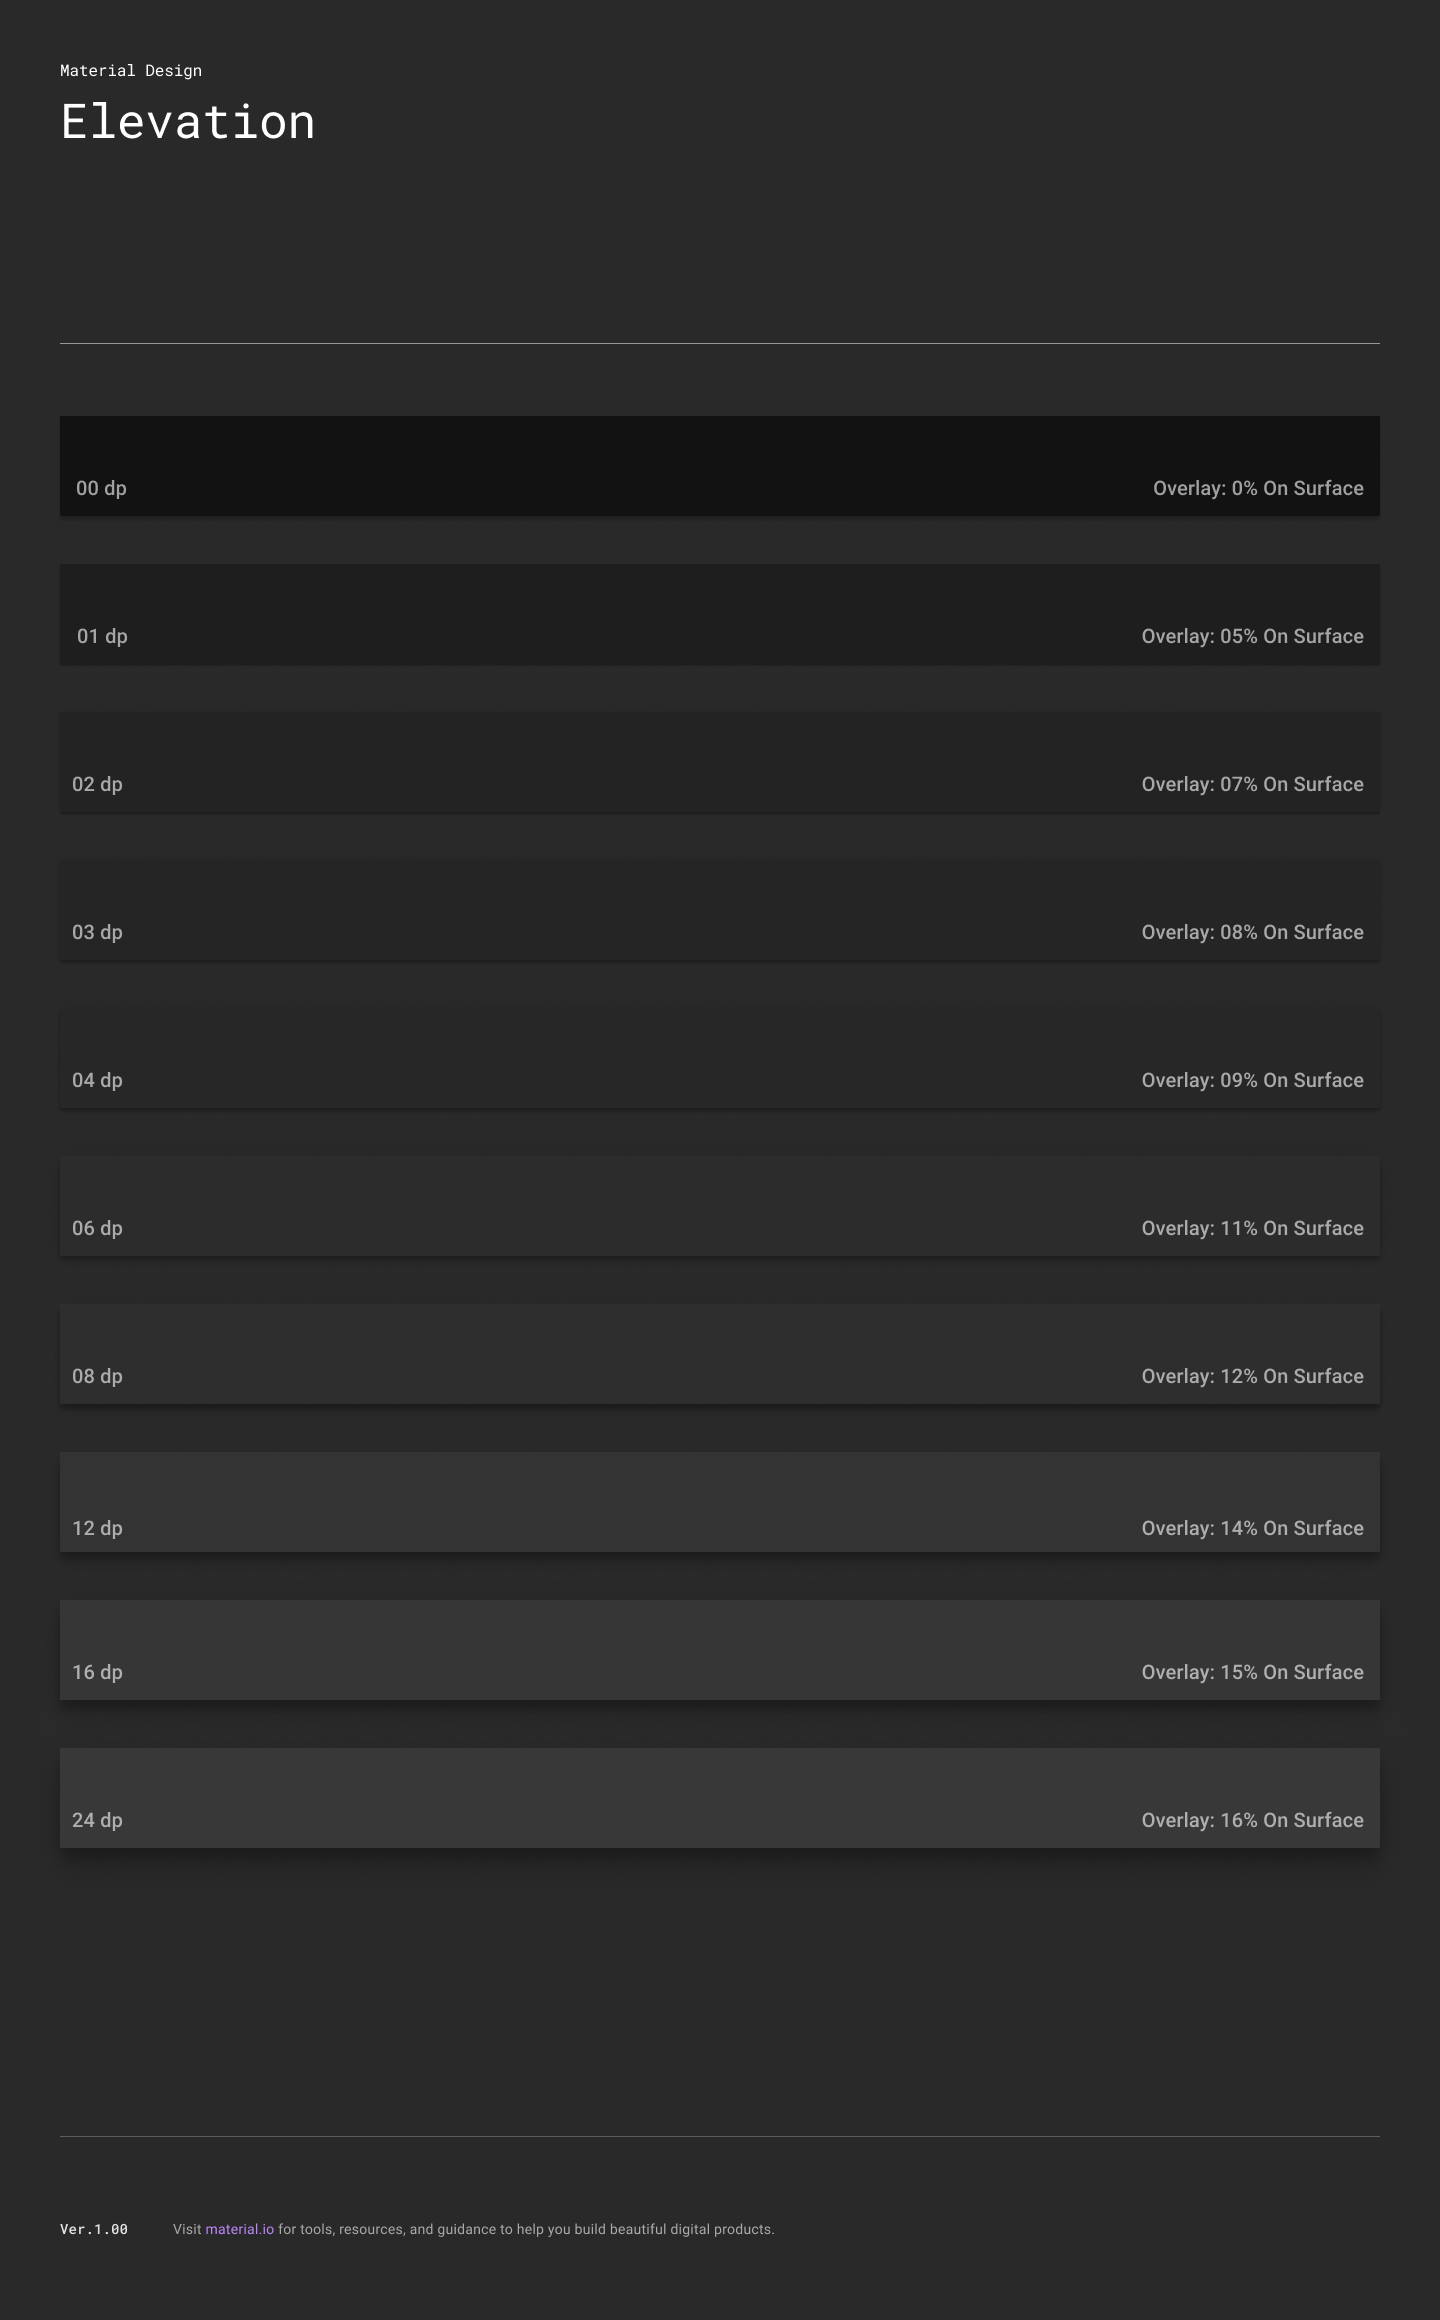 Material Design
Elevation
00 dp Overlay: 0% On Surface
01 dp Overlay: 05% On Surface
02 dp Overlay: 07% On Surface
03 dp Overlay: 08% On Surface
04 dp Overlay: 09% On Surface
06 dp Overlay: 11% On Surface
08 dp Overlay: 12% On Surface
12 dp Overlay: 14% On Surface
16 dp Overlay: 15% On Surface
24 dp Overlay: 16% On Surface
Ver.1.00 Visit material.io for tools, resources, and guidance to help you build beautiful digital products.